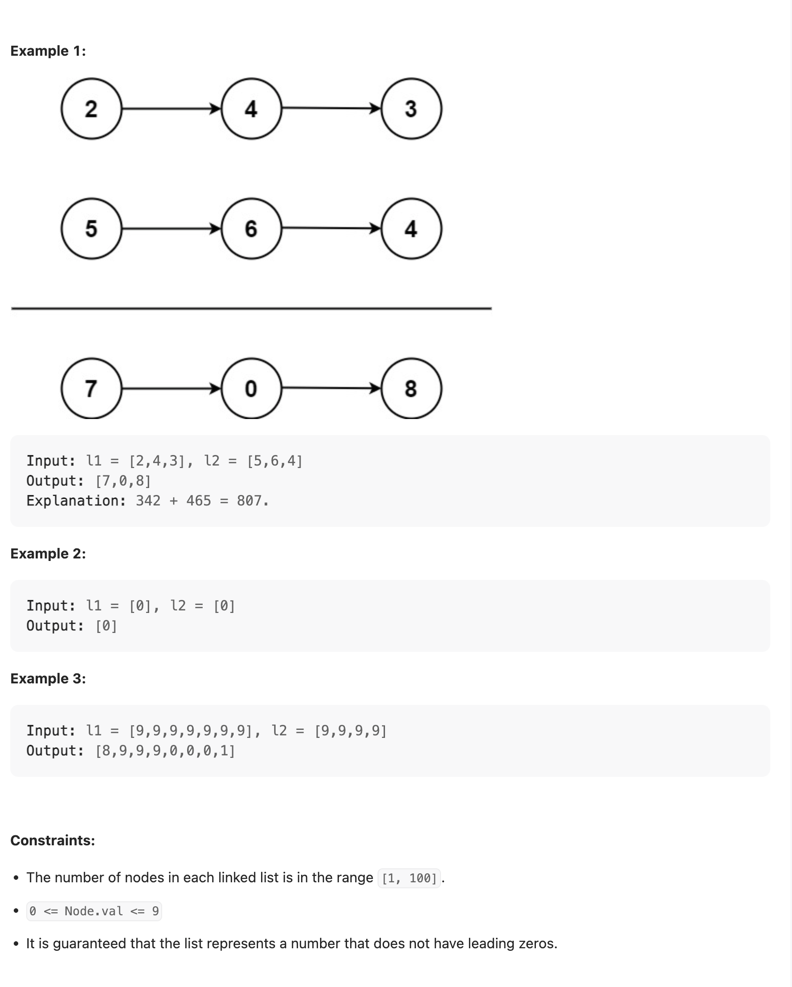 Example 1:
2 4 3
5 6 4
7 0 8
Input: l1 = [2,4,3], l2 = [5,6,4]
Output: [7,0,8]
Explanation: 342 + 465 = 807.
Example 2:
Input: l1 = [0], l2 = [0]
Output: [0]
Example 3:
Input: l1 = [9,9,9,9,9,9,9], l2 = [9,9,9,9]
Output: [8,9,9,9,0,0,0,1]
Constraints:
• The number of nodes in each linked list is in the range [1, 100].
• 0 <= Node.val <= 9
• It is guaranteed that the list represents a number that does not have leading zeros.